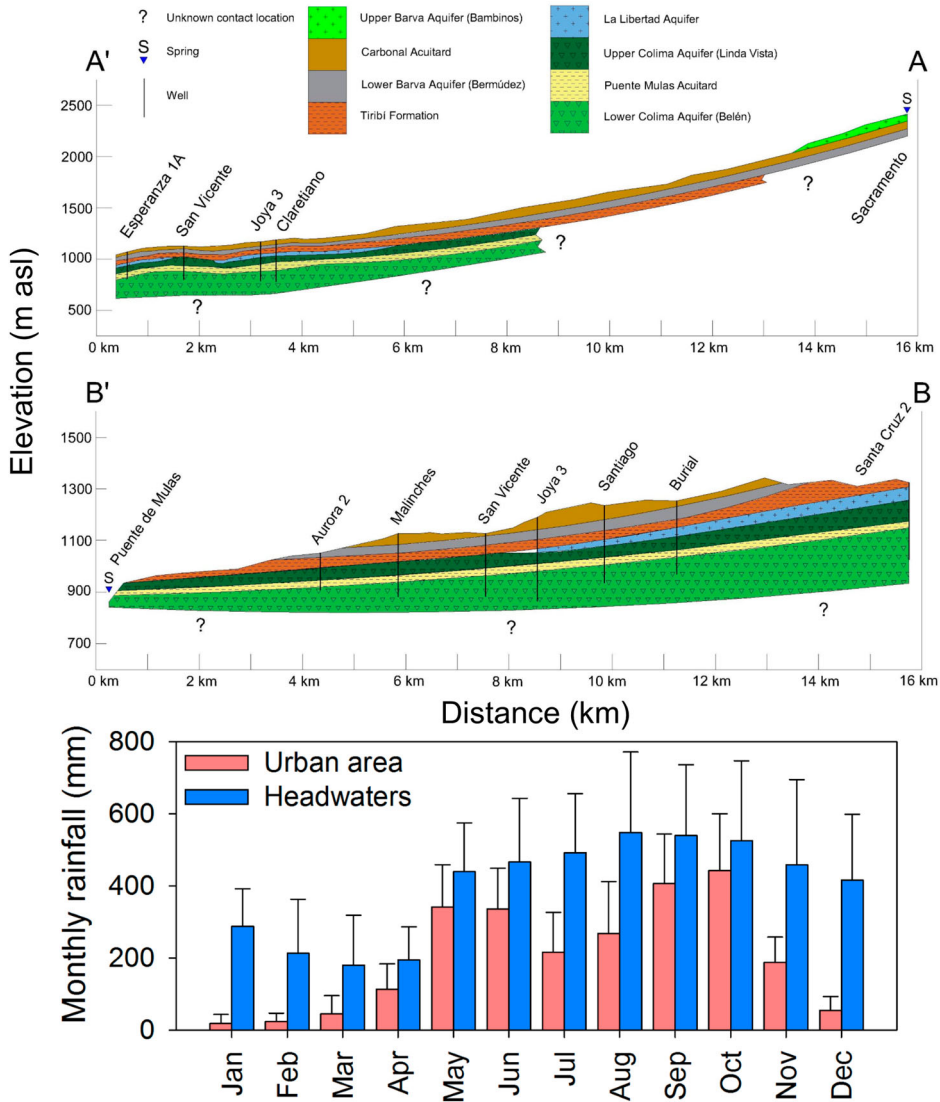 ? Unknown contact location
S Spring
Well
Upper Barva Aquifer (Bambinos)
Carbonal Acuitard
Lower Barva Aquifer (Bermúdez)
Tiribí Formation
La Libertad Aquifer
Upper Colima Aquifer (Linda Vista)
Puente Mulas Acuitard
Lower Colima Aquifer (Belén)
A' A
2500
2000
1500
1000
500
Esperanza 1A
San Vicente
Joya 3
Claretiano
S
Sacramento
? ? ? ?
0 km 2 km 4 km 6 km 8 km 10 km 12 km 14 km 16 km
Elevation (m asl)
B' B
1500
1300
1100
900
700
S Puente de Mulas
Aurora 2
Malinches
San Vicente
Joya 3
Santiago
Burial
Santa Cruz 2
? ? ?
0 km 2 km 4 km 6 km 8 km 10 km 12 km 14 km 16 km
Distance (km)
Monthly rainfall (mm)
800
600
400
200
0
Urban area
Headwaters
Jan Feb Mar Apr May Jun Jul Aug Sep Oct Nov Dec